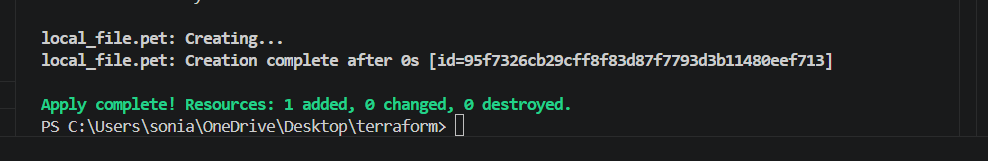 local_file.pet: Creating...
local_file.pet: Creation complete after 0s [id=95f7326cb29cff8f83d87f7793d3b11480eef713]
Apply complete! Resources: 1 added, 0 changed, 0 destroyed.
PS C:\Users\sonia\OneDrive\Desktop\terraform>